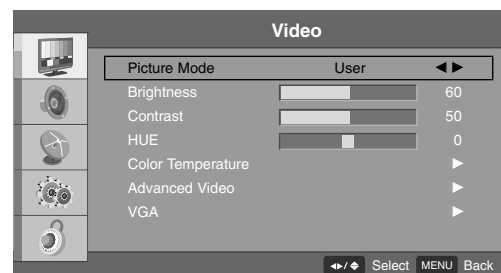 Video
Picture Mode User ◄►
Brightness 60
Contrast 50
HUE 0
Color Temperature ►
Advanced Video ►
VGA ►
Select MENU Back